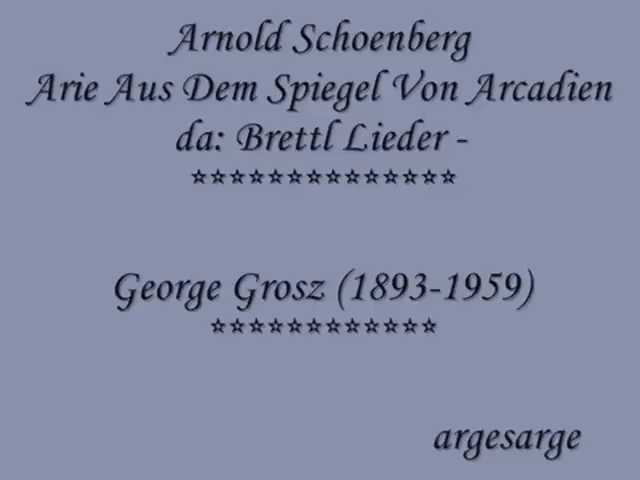 Arnold Schoenberg
Arie Aus Dem Spiegel Von Arcadien
da: Brettl Lieder -
**************
George Grosz (1893-1959)
************
argesarge